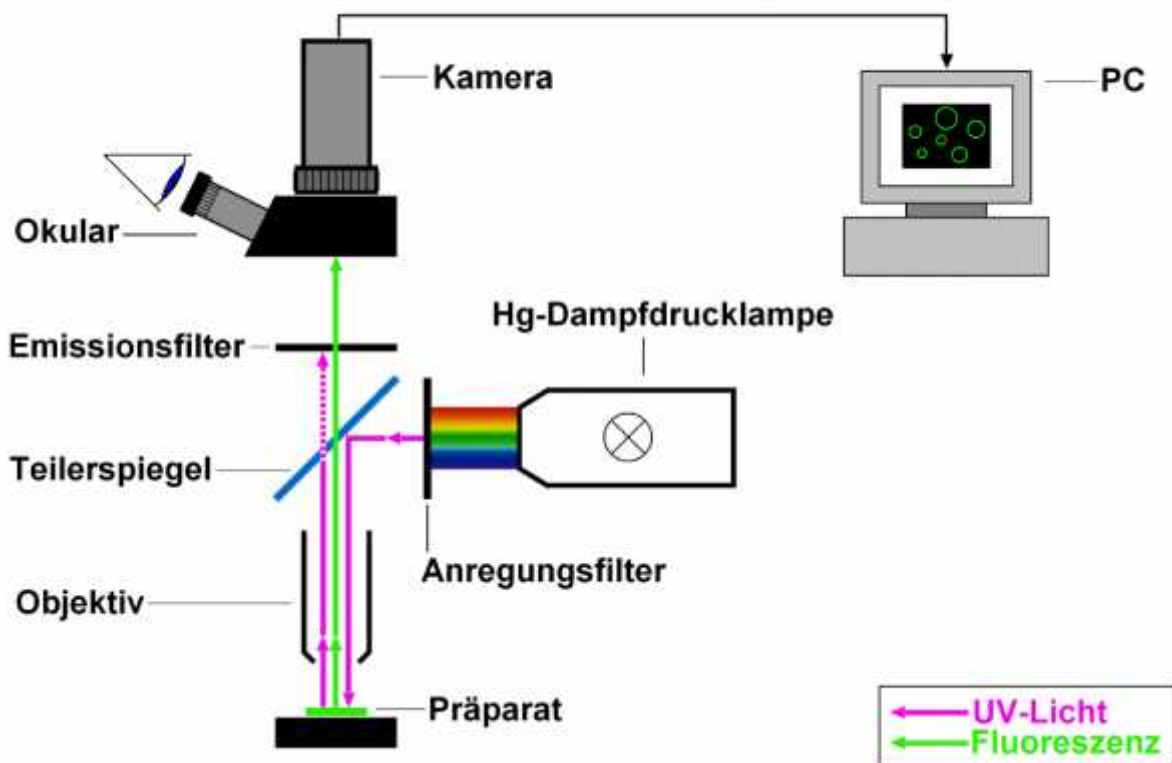 Kamera
PC
Okular
Hg-Dampfdrucklampe
Emissionsfilter
Teilerspiegel
Anregungsfilter
Objektiv
Präparat
UV-Licht
Fluoreszenz